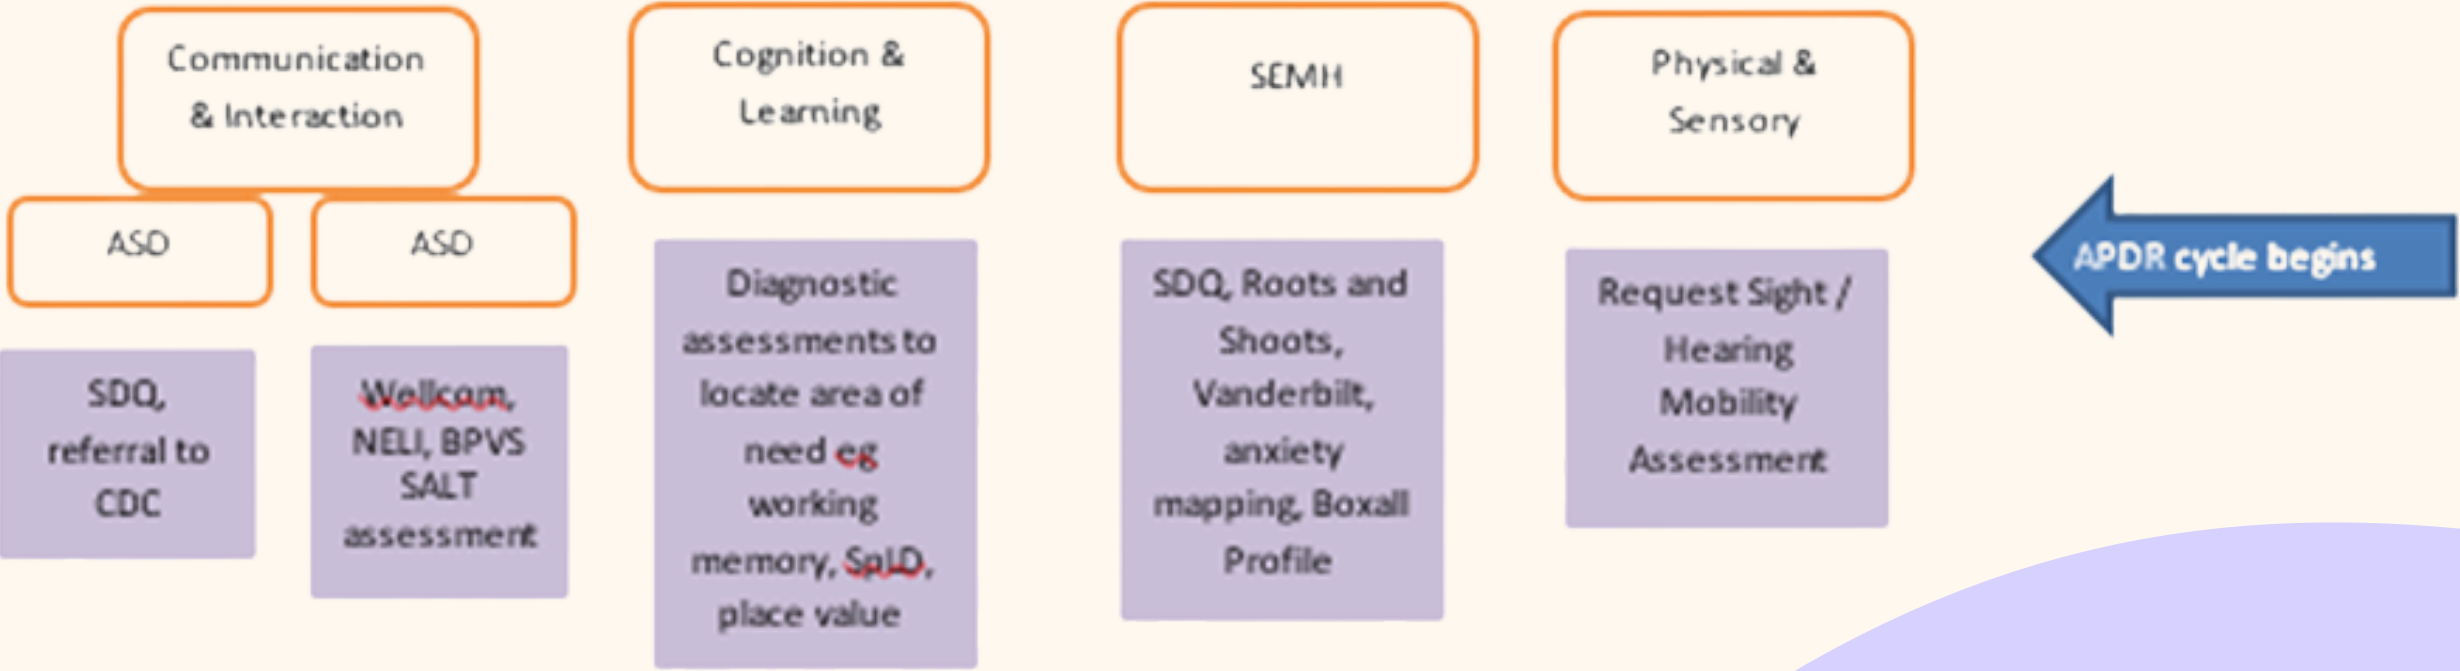 Communication
& Interaction
ASD
ASD
SDQ,
referral to
CDC
Wellcom,
NELI, BPVS
SALT
assessment
Cognition &
Learning
Diagnostic
assessments to
locate area of
need eg
working
memory, SpLD,
place value
SEMH
SDQ, Roots and
Shoots,
Vanderbilt,
anxiety
mapping, Boxall
Profile
Physical &
Sensory
Request Sight /
Hearing
Mobility
Assessment
APDR cycle begins